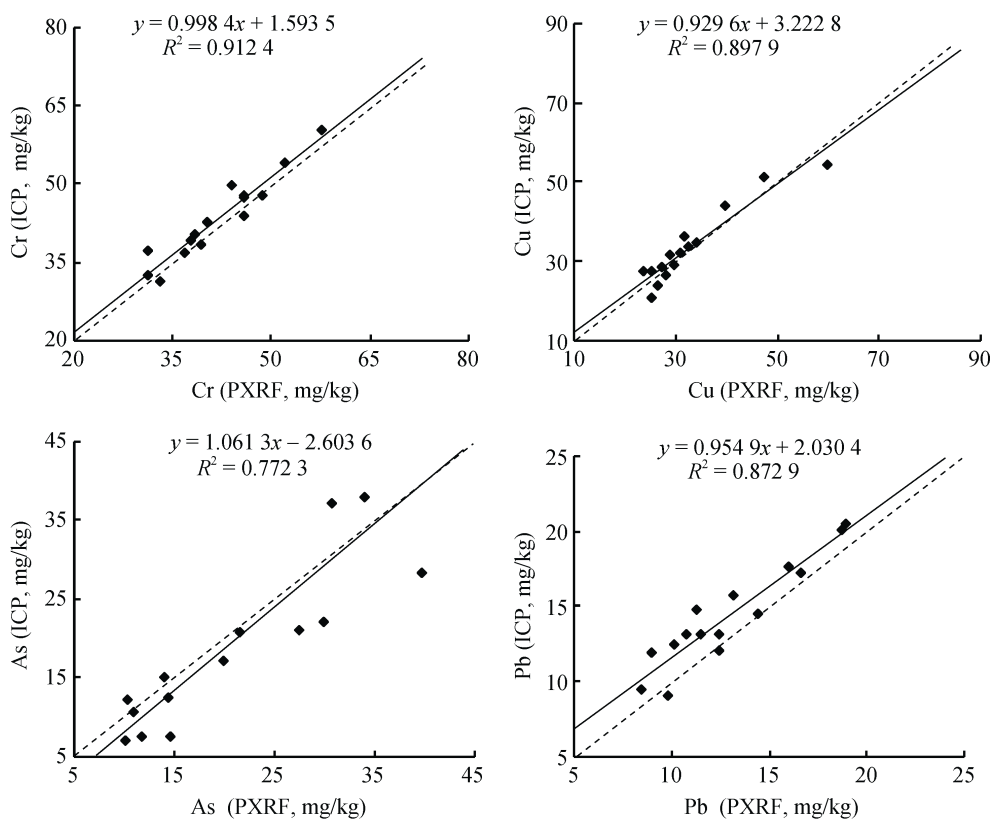 y = 0.998 4x + 1.593 5
R² = 0.912 4
80
65
50
35
20
20 35 50 65 80
Cr (ICP, mg/kg)
Cr (PXRF, mg/kg)
y = 0.929 6x + 3.222 8
R² = 0.897 9
90
70
50
30
10
10 30 50 70 90
Cu (ICP, mg/kg)
Cu (PXRF, mg/kg)
y = 1.061 3x − 2.603 6
R² = 0.772 3
45
35
25
15
5
5 15 25 35 45
As (ICP, mg/kg)
As (PXRF, mg/kg)
y = 0.954 9x + 2.030 4
R² = 0.872 9
25
20
15
10
5
5 10 15 20 25
Pb (ICP, mg/kg)
Pb (PXRF, mg/kg)